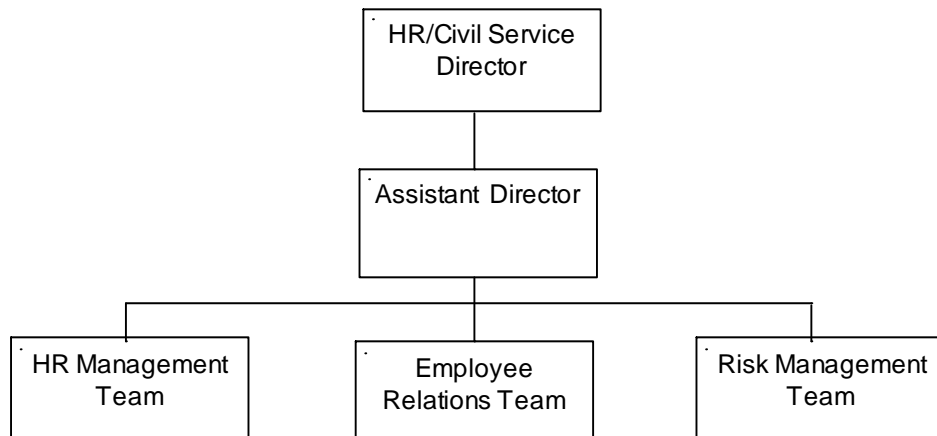 HR/Civil Service
Director
Assistant Director
HR Management
Team
Employee
Relations Team
Risk Management
Team